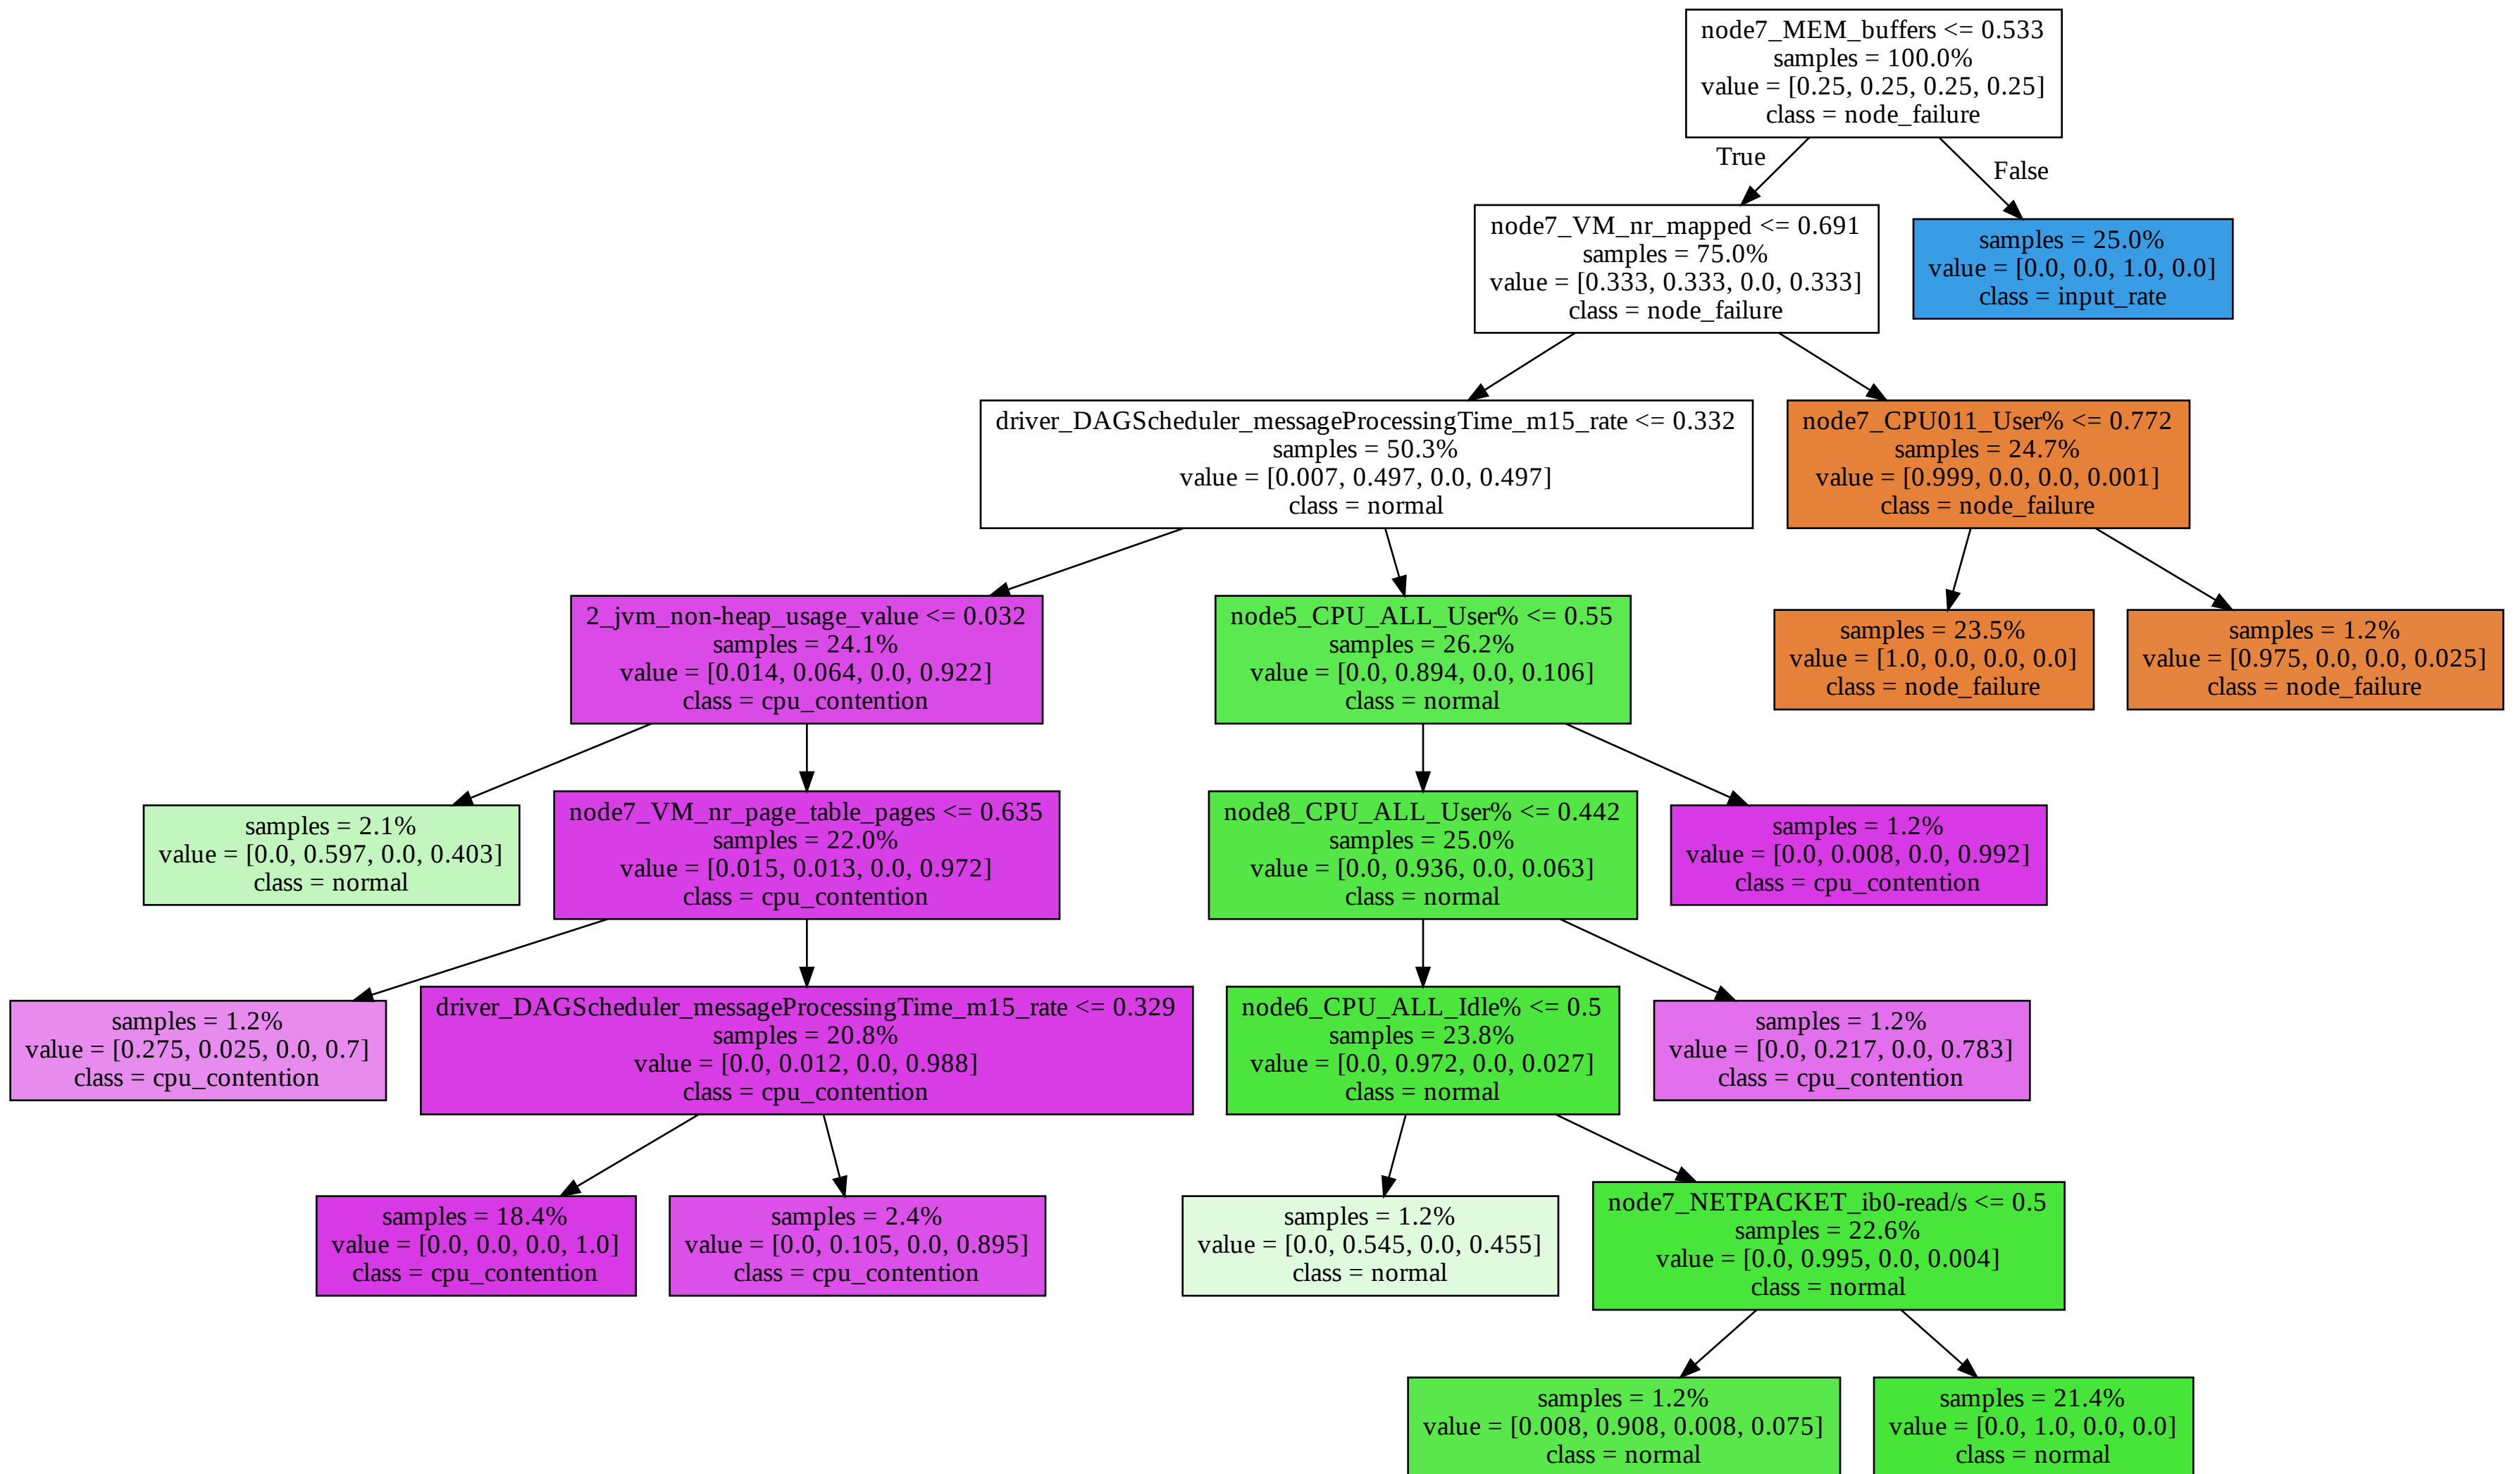 node7_MEM_buffers <= 0.533
samples = 100.0%
value = [0.25, 0.25, 0.25, 0.25]
class = node_failure
True
False
node7_VM_nr_mapped <= 0.691
samples = 75.0%
value = [0.333, 0.333, 0.0, 0.333]
class = node_failure
samples = 25.0%
value = [0.0, 0.0, 1.0, 0.0]
class = input_rate
driver_DAGScheduler_messageProcessingTime_m15_rate <= 0.332
samples = 50.3%
value = [0.007, 0.497, 0.0, 0.497]
class = normal
node7_CPU011_User% <= 0.772
samples = 24.7%
value = [0.999, 0.0, 0.0, 0.001]
class = node_failure
2_jvm_non-heap_usage_value <= 0.032
samples = 24.1%
value = [0.014, 0.064, 0.0, 0.922]
class = cpu_contention
node5_CPU_ALL_User% <= 0.55
samples = 26.2%
value = [0.0, 0.894, 0.0, 0.106]
class = normal
samples = 23.5%
value = [1.0, 0.0, 0.0, 0.0]
class = node_failure
samples = 1.2%
value = [0.975, 0.0, 0.0, 0.025]
class = node_failure
samples = 2.1%
value = [0.0, 0.597, 0.0, 0.403]
class = normal
node7_VM_nr_page_table_pages <= 0.635
samples = 22.0%
value = [0.015, 0.013, 0.0, 0.972]
class = cpu_contention
node8_CPU_ALL_User% <= 0.442
samples = 25.0%
value = [0.0, 0.936, 0.0, 0.063]
class = normal
samples = 1.2%
value = [0.0, 0.008, 0.0, 0.992]
class = cpu_contention
samples = 1.2%
value = [0.275, 0.025, 0.0, 0.7]
class = cpu_contention
driver_DAGScheduler_messageProcessingTime_m15_rate <= 0.329
samples = 20.8%
value = [0.0, 0.012, 0.0, 0.988]
class = cpu_contention
node6_CPU_ALL_Idle% <= 0.5
samples = 23.8%
value = [0.0, 0.972, 0.0, 0.027]
class = normal
samples = 1.2%
value = [0.0, 0.217, 0.0, 0.783]
class = cpu_contention
samples = 18.4%
value = [0.0, 0.0, 0.0, 1.0]
class = cpu_contention
samples = 2.4%
value = [0.0, 0.105, 0.0, 0.895]
class = cpu_contention
samples = 1.2%
value = [0.0, 0.545, 0.0, 0.455]
class = normal
node7_NETPACKET_ib0-read/s <= 0.5
samples = 22.6%
value = [0.0, 0.995, 0.0, 0.004]
class = normal
samples = 1.2%
value = [0.008, 0.908, 0.008, 0.075]
class = normal
samples = 21.4%
value = [0.0, 1.0, 0.0, 0.0]
class = normal